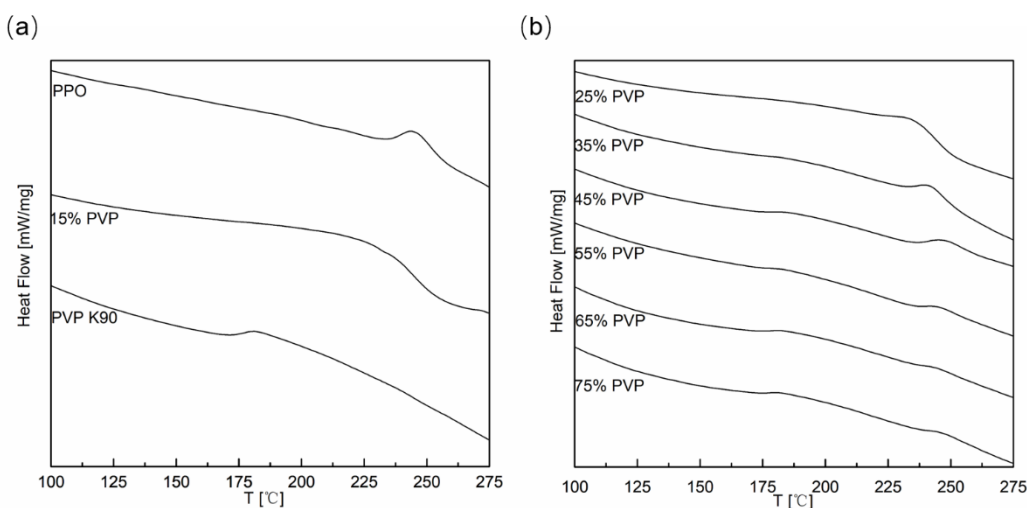 (a)
PPO
15% PVP
PVP K90
Heat Flow [mW/mg]
100 125 150 175 200 225 250 275
T [℃]
(b)
25% PVP
35% PVP
45% PVP
55% PVP
65% PVP
75% PVP
Heat Flow [mW/mg]
100 125 150 175 200 225 250 275
T [℃]